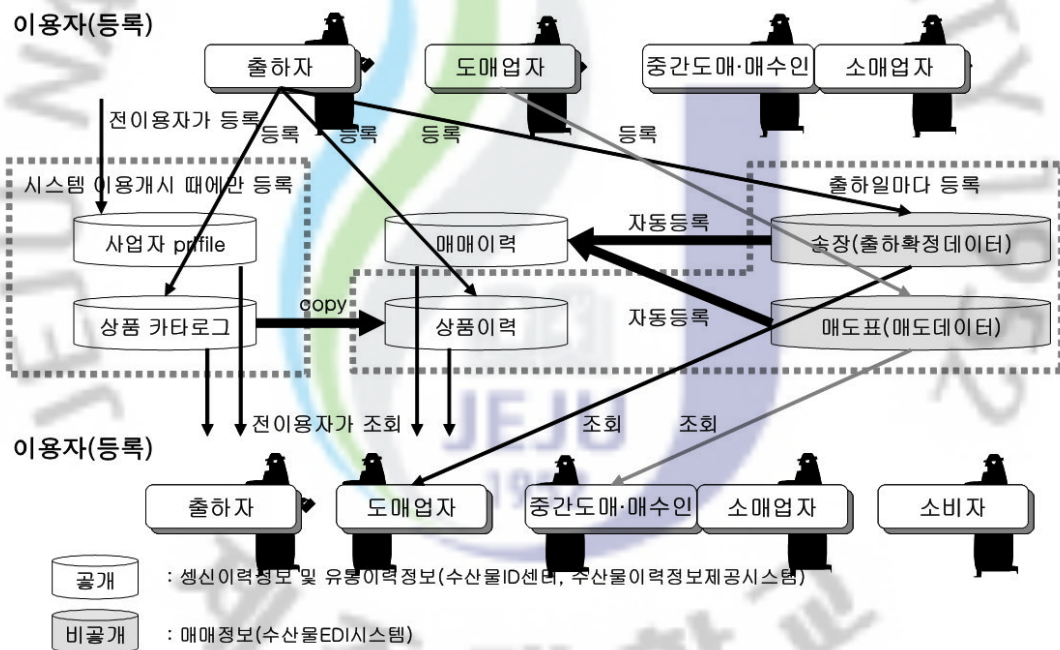 이용자(등록)
출하자
도매업자
중간도매·매수인
소매업자
전이용자가 등록
등록
등록
등록
등록
시스템 이용개시 때에만 등록
출하일마다 등록
사업자 prifile
매매이력
자동등록
송장(출하확정데이터)
상품 카타로그
copy
상품이력
자동등록
매도표(매도데이터)
전이용자가 조회
조회
조회
이용자(등록)
출하자
도매업자
중간도매·매수인
소매업자
소비자
공개
: 생신이력정보 및 유통이력정보(수산물ID센터, 수산물이력정보제공시스템)
비공개
: 매매정보(수산물EDI시스템)
JEJU
1952